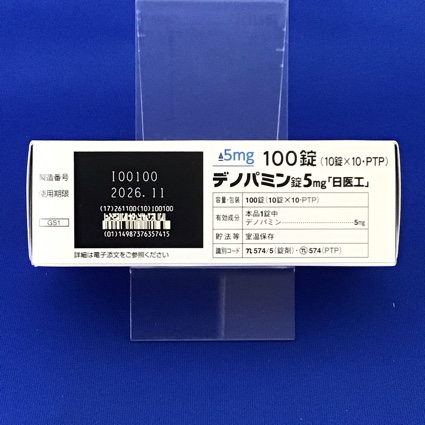 5mg 100錠(10錠×10・PTP)
デノパミン錠5mg「日医工」
製造番号 I00100
使用期限 2026.11
(17)261100(10)100100
GS1
(01)14987376357415
詳細は電子添文をご参照ください
容量・包装 100錠(10錠×10・PTP)
有効成分 本品1錠中
デノパミン 5mg
貯法等 室温保存
識別コード 574/5(錠剤)・574(PTP)